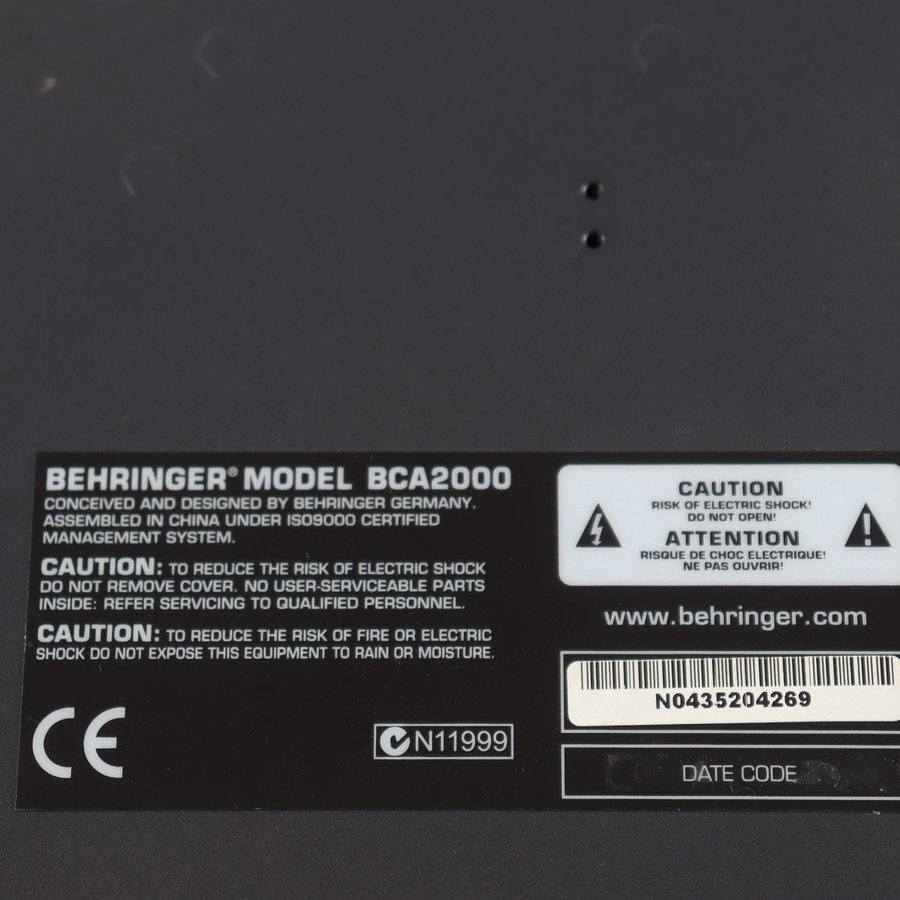 BEHRINGER® MODEL BCA2000
CONCEIVED AND DESIGNED BY BEHRINGER GERMANY.
ASSEMBLED IN CHINA UNDER ISO9000 CERTIFIED
MANAGEMENT SYSTEM.
CAUTION: TO REDUCE THE RISK OF ELECTRIC SHOCK
DO NOT REMOVE COVER. NO USER-SERVICEABLE PARTS
INSIDE: REFER SERVICING TO QUALIFIED PERSONNEL.
CAUTION: TO REDUCE THE RISK OF FIRE OR ELECTRIC
SHOCK DO NOT EXPOSE THIS EQUIPMENT TO RAIN OR MOISTURE.
CE
N11999
CAUTION
RISK OF ELECTRIC SHOCK!
DO NOT OPEN!
ATTENTION
RISQUE DE CHOC ELECTRIQUE!
NE PAS OUVRIR!
www.behringer.com
N0435204269
DATE CODE